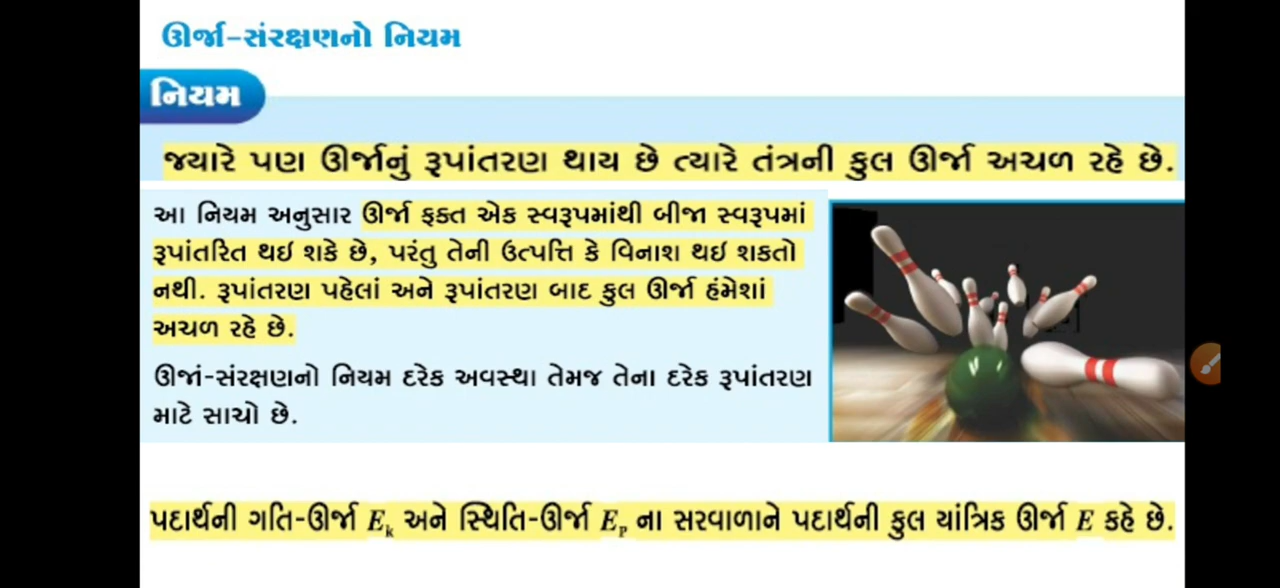 ઊર્જા-સંરક્ષણનો નિયમ
નિયમ
જ્યારે પણ ઊર્જાનું રૂપાંતરણ થાય છે ત્યારે તંત્રની કુલ ઊર્જા અચળ રહે છે.
આ નિયમ અનુસાર ઊર્જા ફક્ત એક સ્વરૂપમાંથી બીજા સ્વરૂપમાં
રૂપાંતરિત થઇ શકે છે, પરંતુ તેની ઉત્પત્તિ કે વિનાશ થઇ શકતો
નથી. રૂપાંતરણ પહેલાં અને રૂપાંતરણ બાદ કુલ ઊર્જા હંમેશાં
અચળ રહે છે.
ઊર્જાં-સંરક્ષણનો નિયમ દરેક અવસ્થા તેમજ તેના દરેક રૂપાંતરણ
માટે સાચો છે.
પદાર્થની ગતિ-ઊર્જા Eₖ અને સ્થિતિ-ઊર્જા Eₚ ના સરવાળાને પદાર્થની કુલ યાંત્રિક ઊર્જા E કહે છે.